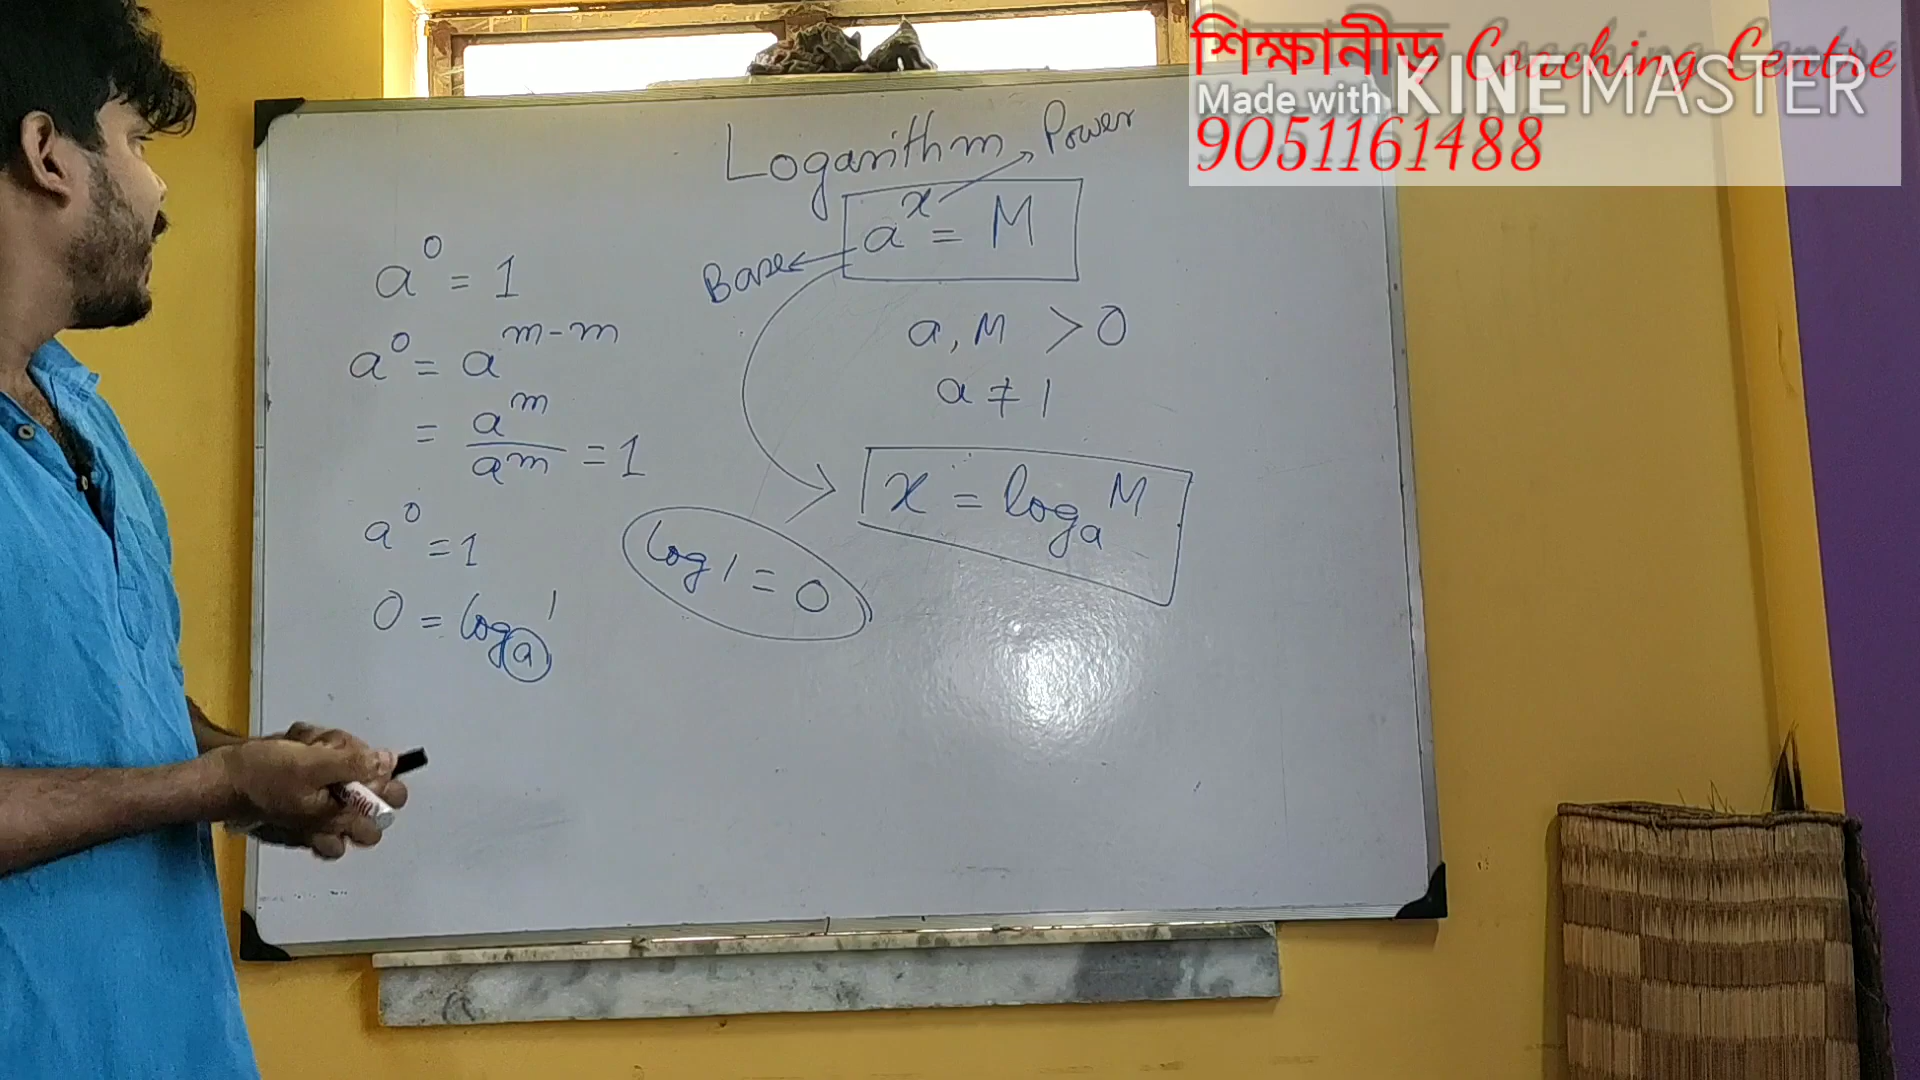 শিক্ষানীড় Coaching Centre
Made with KINEMASTER
9051161488
Logarithm
Power
a^x = M
Base
a, M > 0
a ≠ 1
x = log_a M
a^0 = 1
a^0 = a^(m-m)
= a^m / a^m = 1
a^0 = 1
0 = log_a 1
log 1 = 0